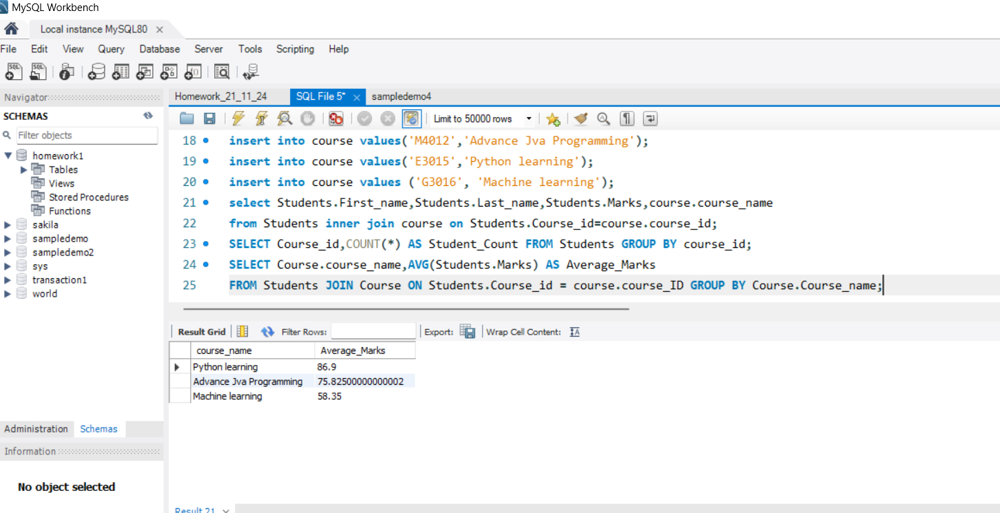 MySQL Workbench
Local instance MySQL80
File Edit View Query Database Server Tools Scripting Help
Navigator
SCHEMAS
Filter objects
homework1
Tables
Views
Stored Procedures
Functions
sakila
sampledemo
sampledemo2
sys
transaction1
world
Administration Schemas
Information
No object selected
Homework_21_11_24 SQL File 5* sampledemo4
Limit to 50000 rows
18 insert into course values('M4012','Advance Jva Programming');
19 insert into course values('E3015','Python learning');
20 insert into course values ('G3016', 'Machine learning');
21 select Students.First_name,Students.Last_name,Students.Marks,course.course_name
22 from Students inner join course on Students.Course_id=course.course_id;
23 SELECT Course_id,COUNT(*) AS Student_Count FROM Students GROUP BY course_id;
24 SELECT Course.course_name,AVG(Students.Marks) AS Average_Marks
25 FROM Students JOIN Course ON Students.Course_id = course.course_ID GROUP BY Course.Course_name;
Result Grid Filter Rows: Export: Wrap Cell Content:
course_name Average_Marks
Python learning 86.9
Advance Jva Programming 75.82500000000002
Machine learning 58.35
Result 21